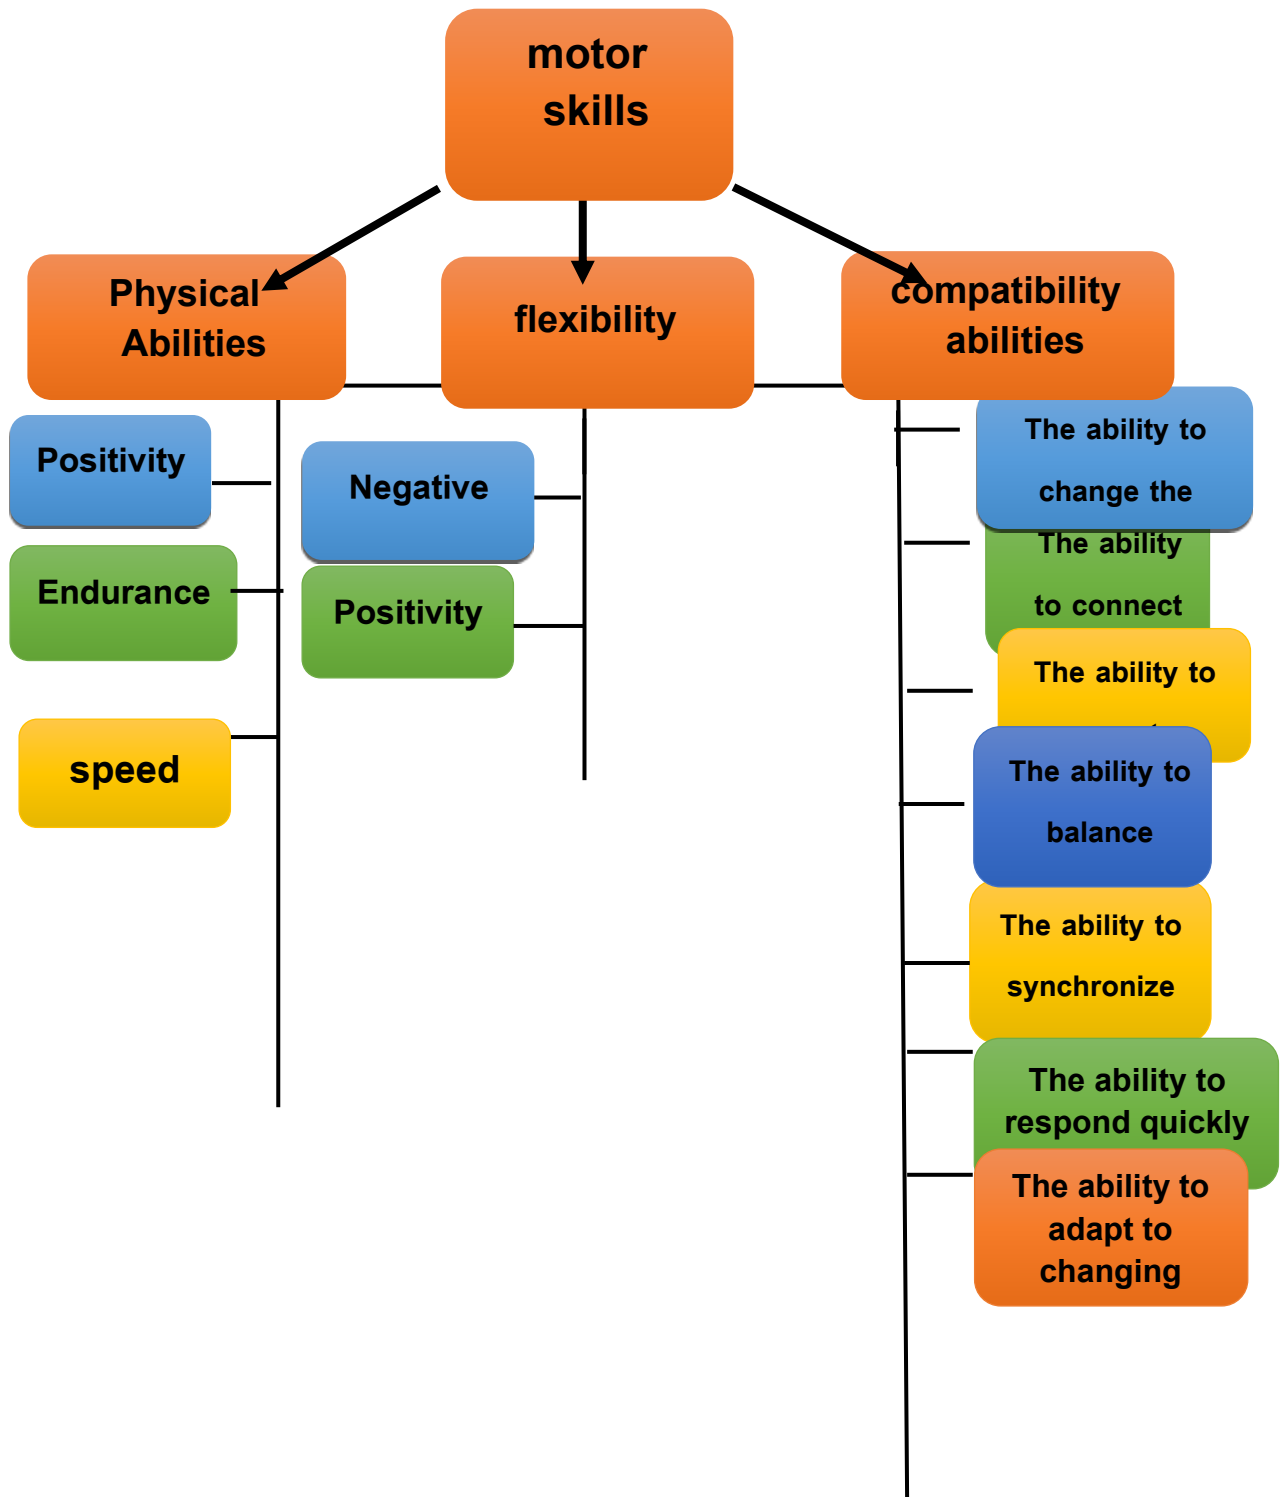 motor
skills
Physical
Abilities
flexibility
compatibility
abilities
Positivity
Endurance
speed
Negative
Positivity
The ability to
change the
The ability
to connect
The ability to
The ability to
balance
The ability to
synchronize
The ability to
respond quickly
The ability to
adapt to
changing